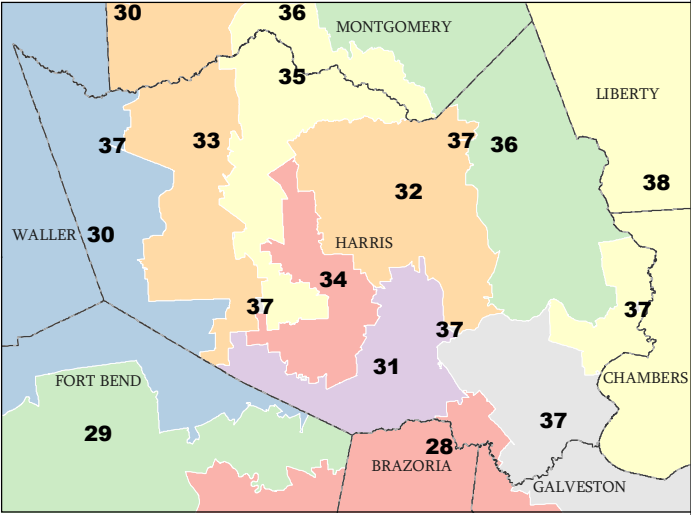 30
36
MONTGOMERY
35
LIBERTY
37
33
37
36
32
38
WALLER
30
HARRIS
34
37
37
37
31
FORT BEND
CHAMBERS
37
29
28
BRAZORIA
GALVESTON